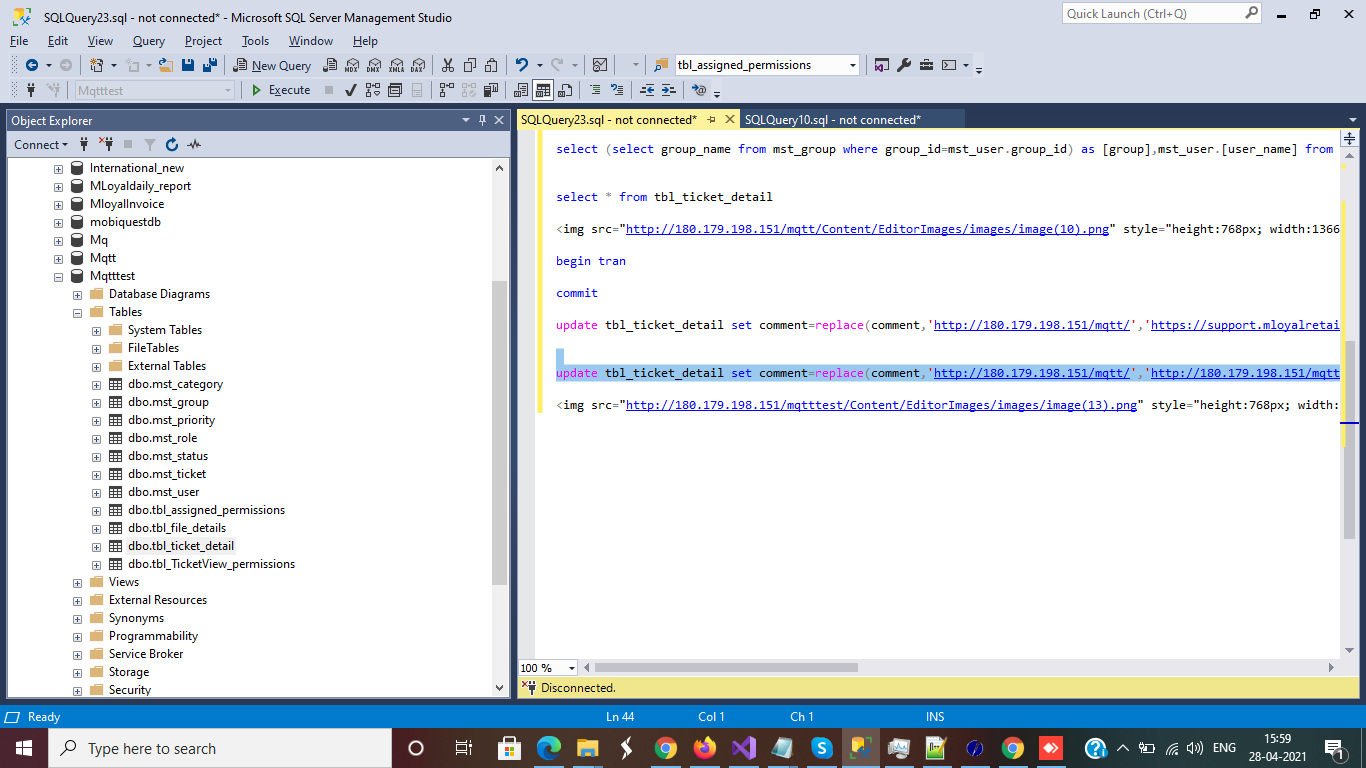 SQLQuery23.sql - not connected* - Microsoft SQL Server Management Studio
Quick Launch (Ctrl+Q)
File Edit View Query Project Tools Window Help
New Query
MDX DMX XMLA DAX
tbl_assigned_permissions
Mqtttest
Execute
Object Explorer
SQLQuery23.sql - not connected*
SQLQuery10.sql - not connected*
Connect
International_new
MLoyaldaily_report
MloyalInvoice
mobiquestdb
Mq
Mqtt
Mqtttest
Database Diagrams
Tables
System Tables
FileTables
External Tables
dbo.mst_category
dbo.mst_group
dbo.mst_priority
dbo.mst_role
dbo.mst_status
dbo.mst_ticket
dbo.mst_user
dbo.tbl_assigned_permissions
dbo.tbl_file_details
dbo.tbl_ticket_detail
dbo.tbl_TicketView_permissions
Views
External Resources
Synonyms
Programmability
Service Broker
Storage
Security
select (select group_name from mst_group where group_id=mst_user.group_id) as [group],mst_user.[user_name] from
select * from tbl_ticket_detail
<img src="http://180.179.198.151/mqtt/Content/EditorImages/images/image(10).png" style="height:768px; width:1366
begin tran
commit
update tbl_ticket_detail set comment=replace(comment,'http://180.179.198.151/mqtt/','https://support.mloyalretai
update tbl_ticket_detail set comment=replace(comment,'http://180.179.198.151/mqtt/','http://180.179.198.151/mqtt
<img src="http://180.179.198.151/mqtttest/Content/EditorImages/images/image(13).png" style="height:768px; width:
100 %
Disconnected.
Ready
Ln 44
Col 1
Ch 1
INS
Type here to search
ENG
15:59
28-04-2021
1